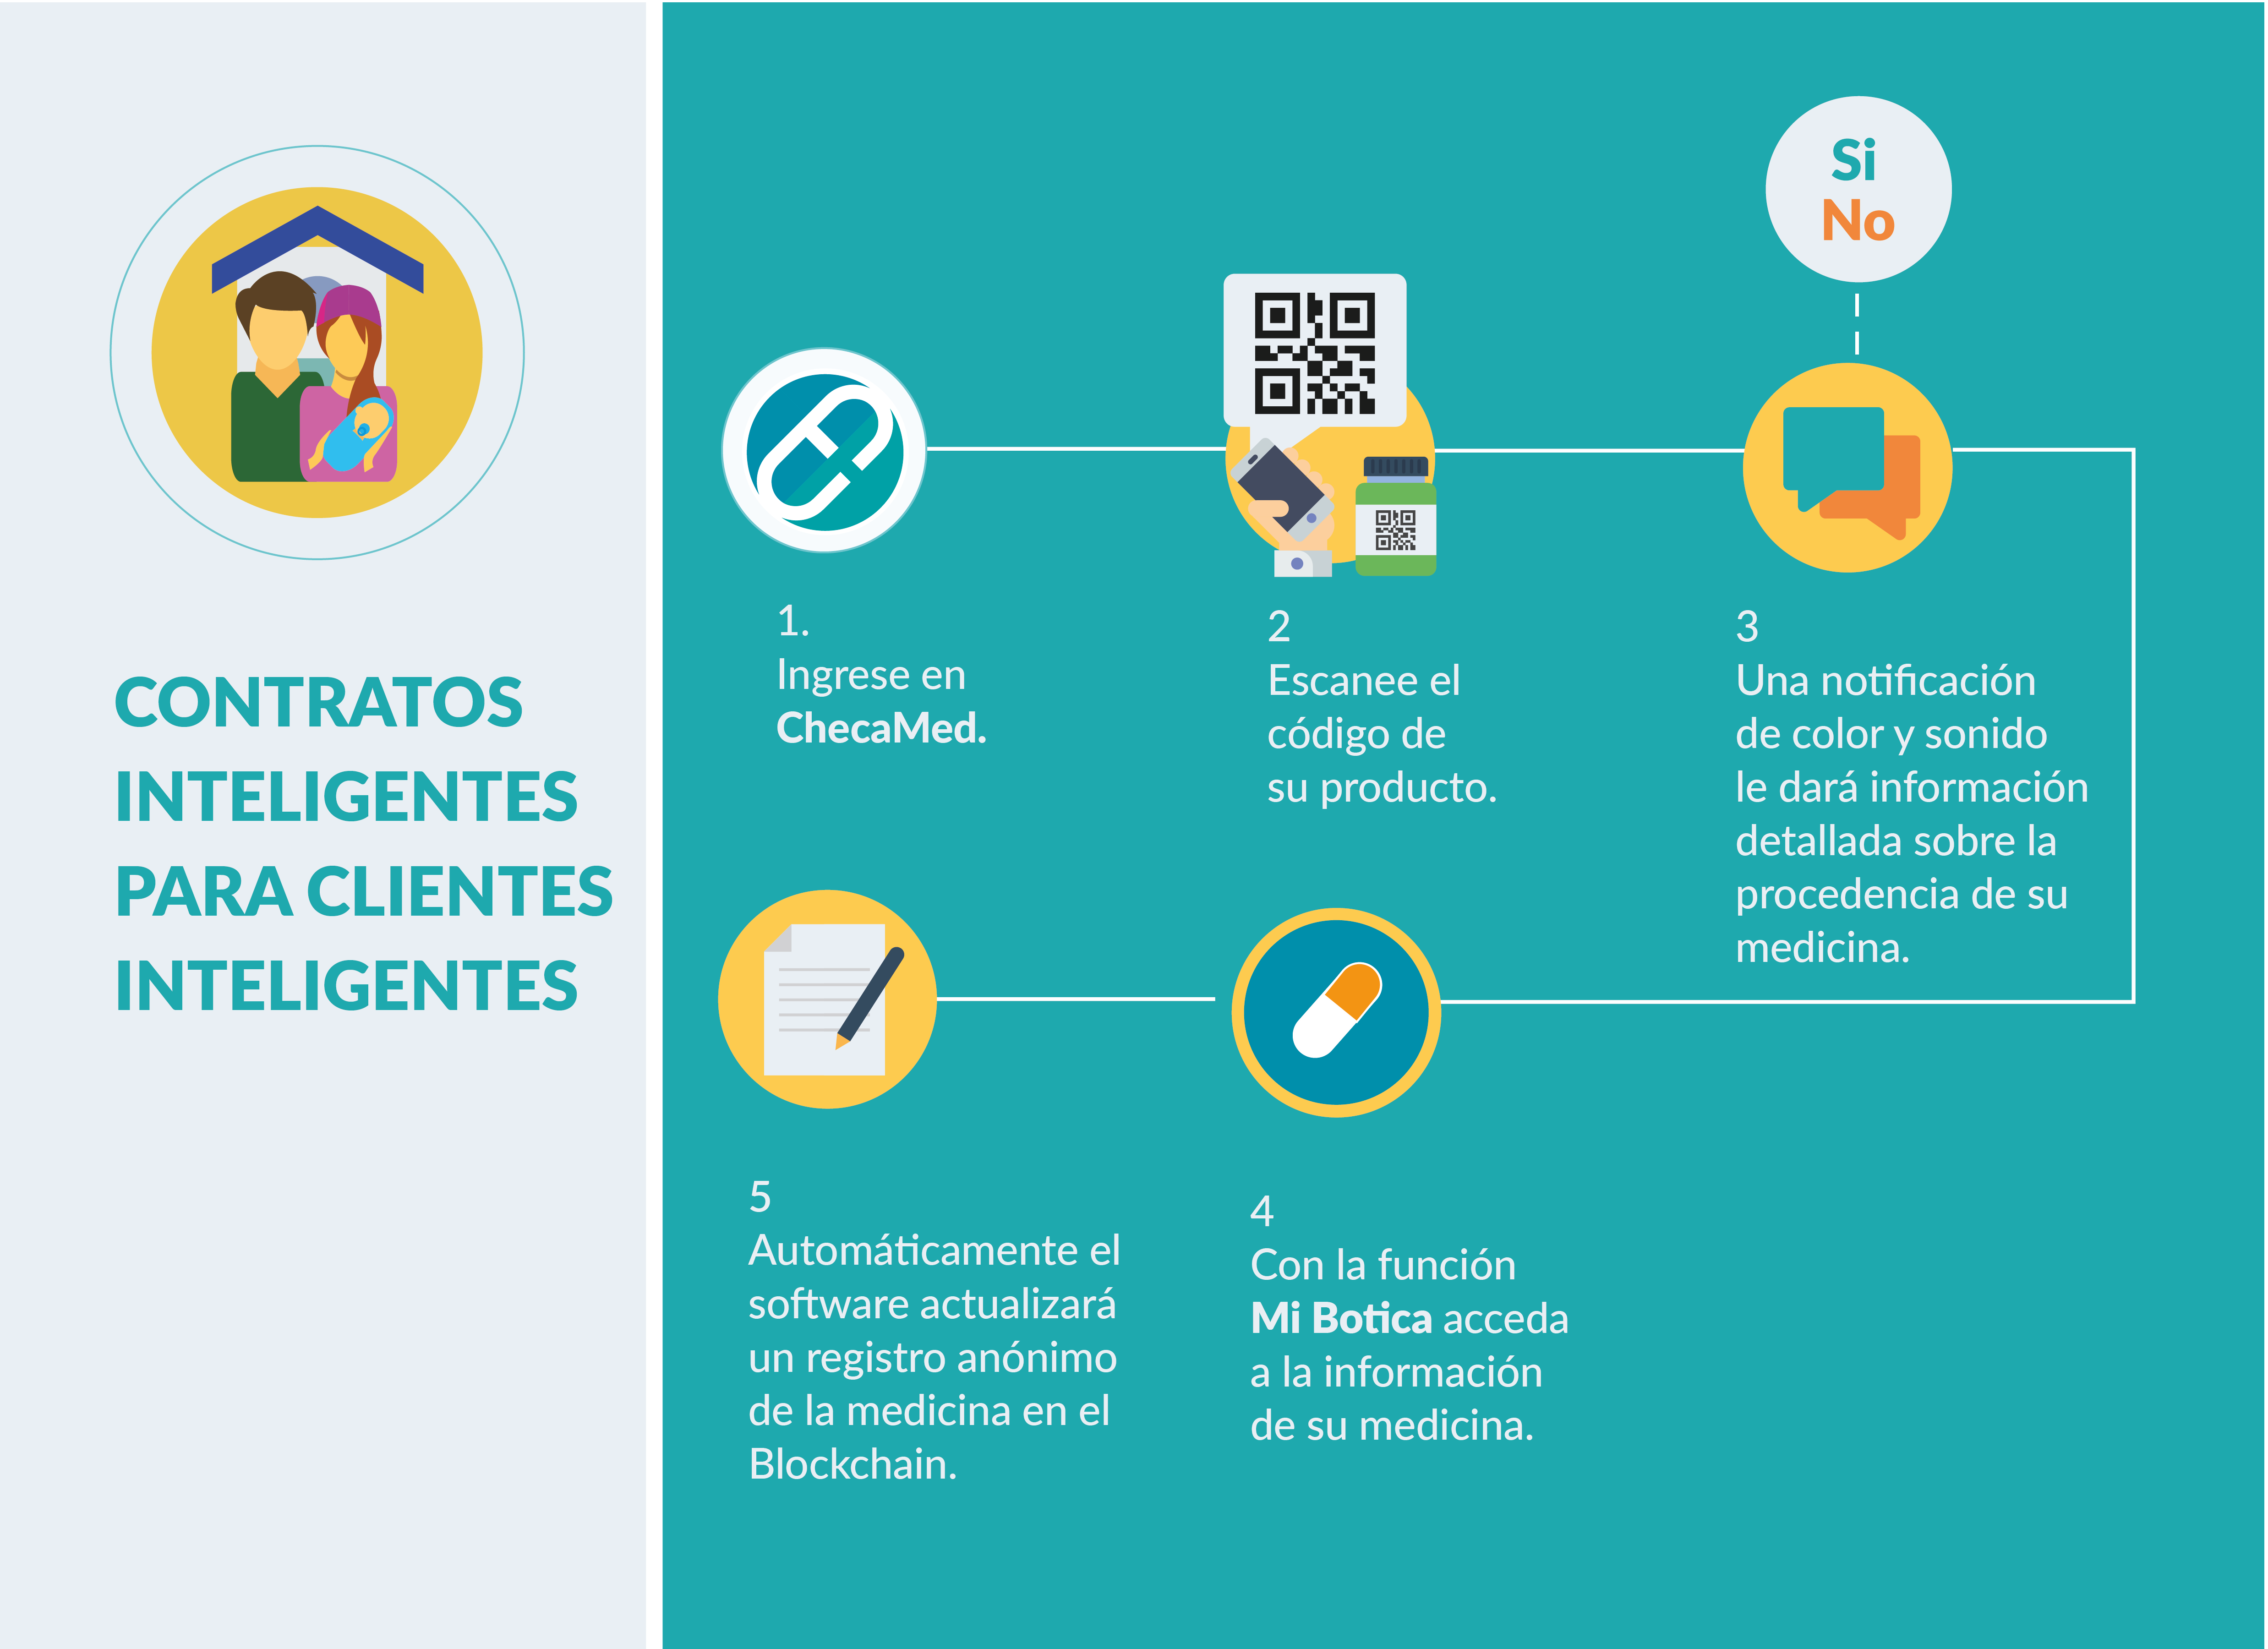 CONTRATOS
INTELIGENTES
PARA CLIENTES
INTELIGENTES
Si
No
1.
Ingrese en
ChecaMed.
2
Escanee el
código de
su producto.
3
Una notificación
de color y sonido
le dará información
detallada sobre la
procedencia de su
medicina.
4
Con la función
Mi Botica acceda
a la información
de su medicina.
5
Automáticamente el
software actualizará
un registro anónimo
de la medicina en el
Blockchain.